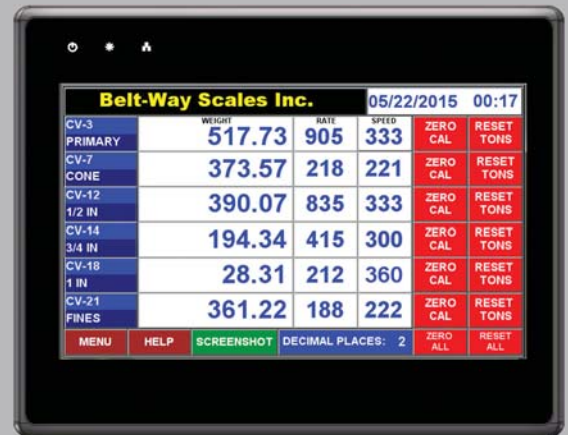 Belt-Way Scales Inc. 05/22/2015 00:17
WEIGHT RATE SPEED
CV-3 PRIMARY 517.73 905 333 ZERO CAL RESET TONS
CV-7 CONE 373.57 218 221 ZERO CAL RESET TONS
CV-12 1/2 IN 390.07 835 333 ZERO CAL RESET TONS
CV-14 3/4 IN 194.34 415 300 ZERO CAL RESET TONS
CV-18 1 IN 28.31 212 360 ZERO CAL RESET TONS
CV-21 FINES 361.22 188 222 ZERO CAL RESET TONS
MENU HELP SCREENSHOT DECIMAL PLACES: 2 ZERO ALL RESET ALL